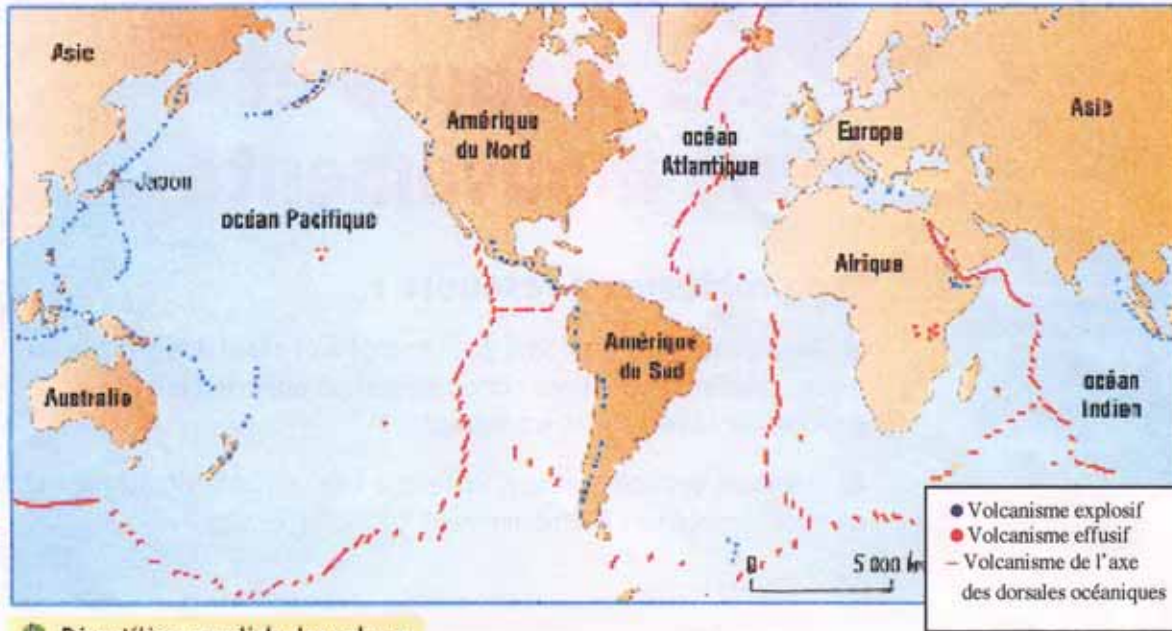 Asie
Japon
océan Pacifique
Australie
Amérique
du Nord
Amérique
du Sud
océan
Atlantique
Europe
Afrique
Asie
océan
Indien
5 000 km
Volcanisme explosif
Volcanisme effusif
Volcanisme de l'axe
des dorsales océaniques